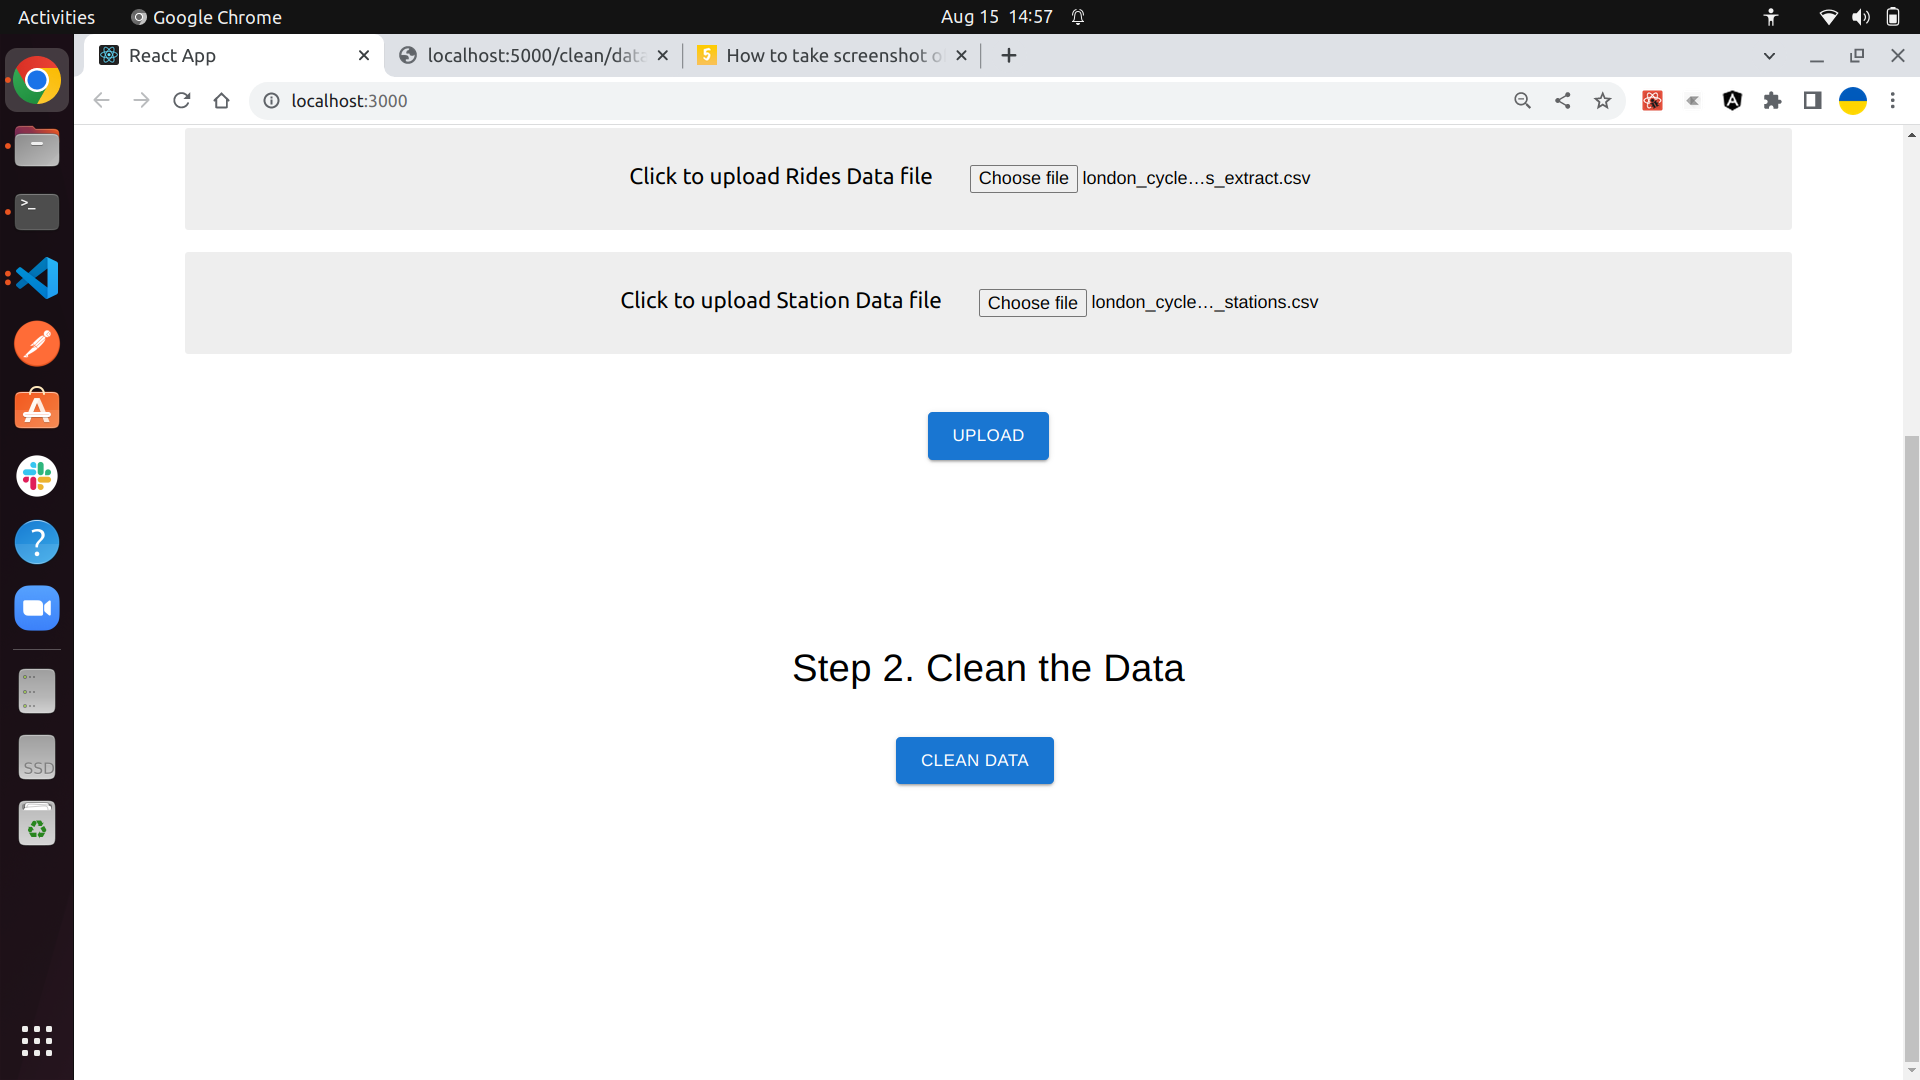 Activities
Google Chrome
Aug 15 14:57
React App
localhost:5000/clean/data
How to take screenshot o
localhost:3000
Click to upload Rides Data file
Choose file london_cycle…s_extract.csv
Click to upload Station Data file
Choose file london_cycle…_stations.csv
UPLOAD
Step 2. Clean the Data
CLEAN DATA
SSD